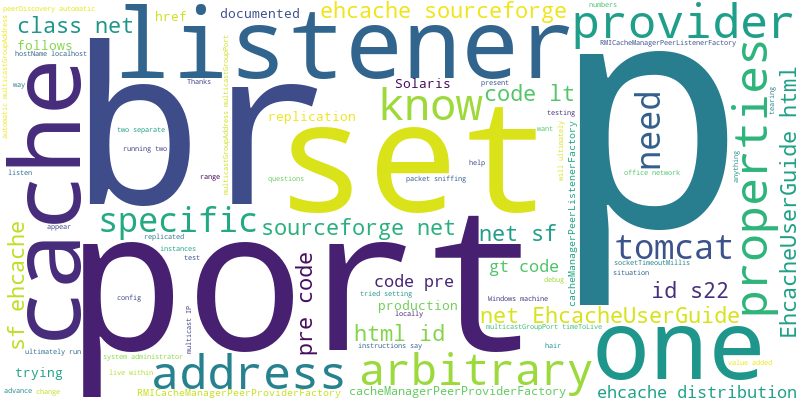 peerDiscovery automatic
class net
href
documented
ehcache sourceforge
numbers
provider
listener
follows
RMICacheManagerPeerListenerFactory
hostName localhost
Thanks
Solaris
present
way
know
code lt
tearing
cache
br
set
p
need
properties
EhcacheUserGuide html
automatic multicastGroupAddress
multicastGroupAddress multicastGroupPort
replication
testing
two separate
want
running two
help
office network
listen
range
questions
packet sniffing
will ultimately
cacheManagerPeerListenerFactory
anything
specific
sourceforge net
net sf
tomcat
appear
replicated
port
sf ehcache
instances
test
pre code
code pre
gt code
socketTimeoutMillis
situation
debug
id s22
config
tried setting
production
Windows machine
locally
net EhcacheUserGuide
multicast IP
html id
multicastGroupPort timeToLive
one
ultimately run
instructions say
hair
system administrator
trying
live within
address
arbitrary
value added
advance
change
RMICacheManagerPeerProviderFactory
cacheManagerPeerProviderFactory
ehcache distribution